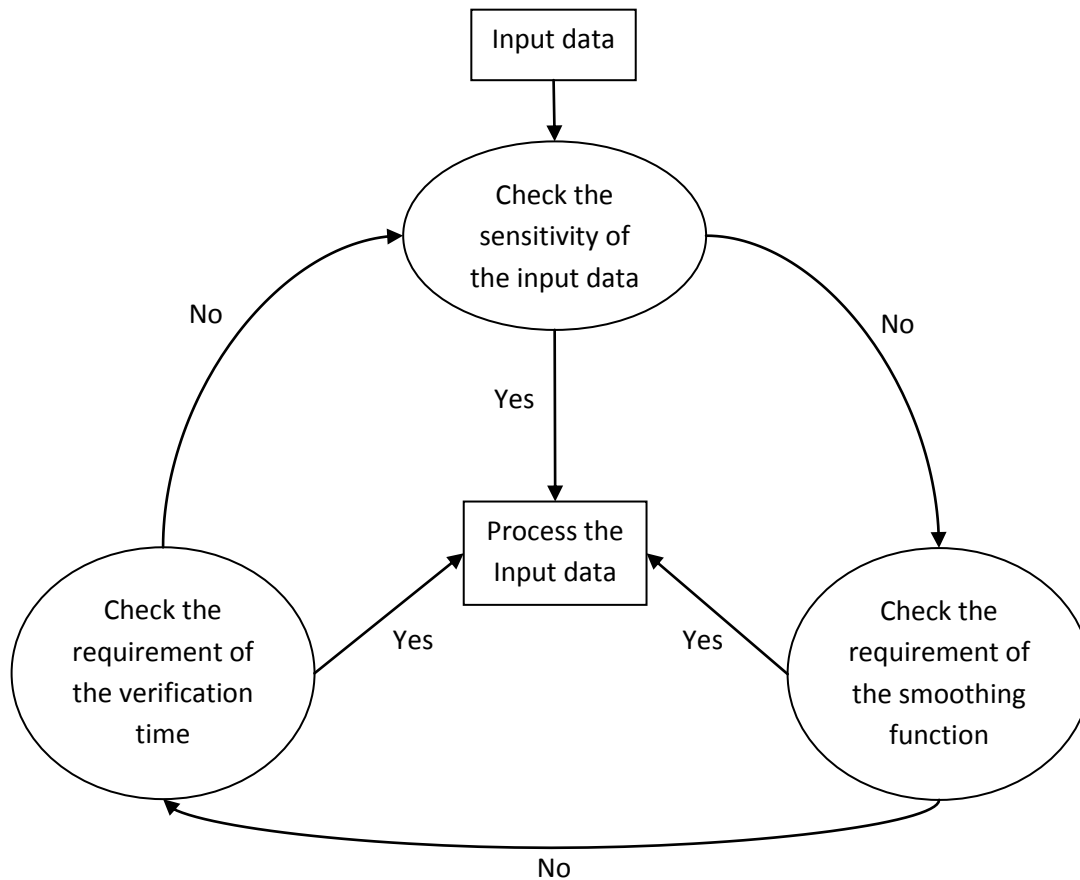 Input data
Check the
sensitivity of
the input data
No
No
Yes
Process the
Input data
Check the
requirement of
the verification
time
Yes
Yes
Check the
requirement of
the smoothing
function
No